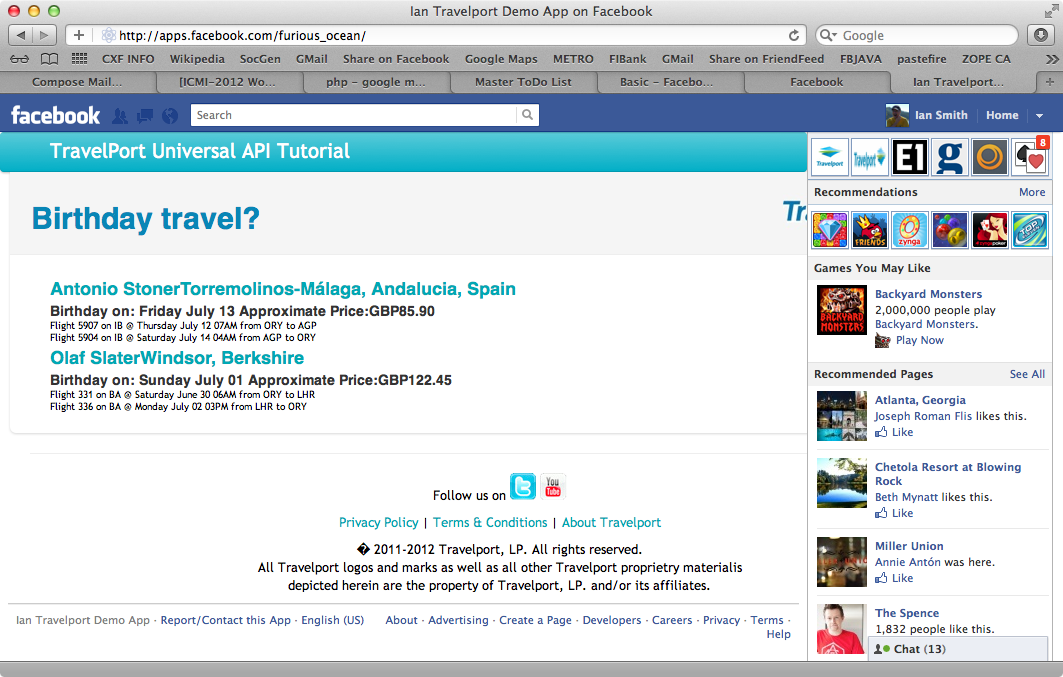 Ian Travelport Demo App on Facebook
http://apps.facebook.com/furious_ocean/
Google
CXF INFO Wikipedia SocGen GMail Share on Facebook Google Maps METRO FIBank GMail Share on FriendFeed FBJAVA pastefire ZOPE CA
Compose Mail... [ICMI-2012 Wo... php - google m... Master ToDo List Basic - Facebo... Facebook Ian Travelport...
facebook Search Ian Smith Home
TravelPort Universal API Tutorial
Travelport Travelport E1 g 8
Recommendations More
Birthday travel?
Tr
FRIENDS zynga zynga poker TOP
Games You May Like
BACKYARD MONSTERS
Backyard Monsters
2,000,000 people play
Backyard Monsters.
Play Now
Antonio StonerTorremolinos-Málaga, Andalucia, Spain
Birthday on: Friday July 13 Approximate Price:GBP85.90
Flight 5907 on IB @ Thursday July 12 07AM from ORY to AGP
Flight 5904 on IB @ Saturday July 14 04AM from AGP to ORY
Olaf SlaterWindsor, Berkshire
Birthday on: Sunday July 01 Approximate Price:GBP122.45
Flight 331 on BA @ Saturday June 30 06AM from ORY to LHR
Flight 336 on BA @ Monday July 02 03PM from LHR to ORY
Recommended Pages See All
Atlanta, Georgia
Joseph Roman Flis likes this.
Like
Chetola Resort at Blowing
Rock
Beth Mynatt likes this.
Like
Miller Union
Annie Antón was here.
Like
The Spence
1,832 people like this.
Chat (13)
Follow us on You Tube
Privacy Policy | Terms & Conditions | About Travelport
� 2011-2012 Travelport, LP. All rights reserved.
All Travelport logos and marks as well as all other Travelport proprietry materialis
depicted herein are the property of Travelport, LP. and/or its affiliates.
Ian Travelport Demo App · Report/Contact this App · English (US)
About · Advertising · Create a Page · Developers · Careers · Privacy · Terms ·
Help